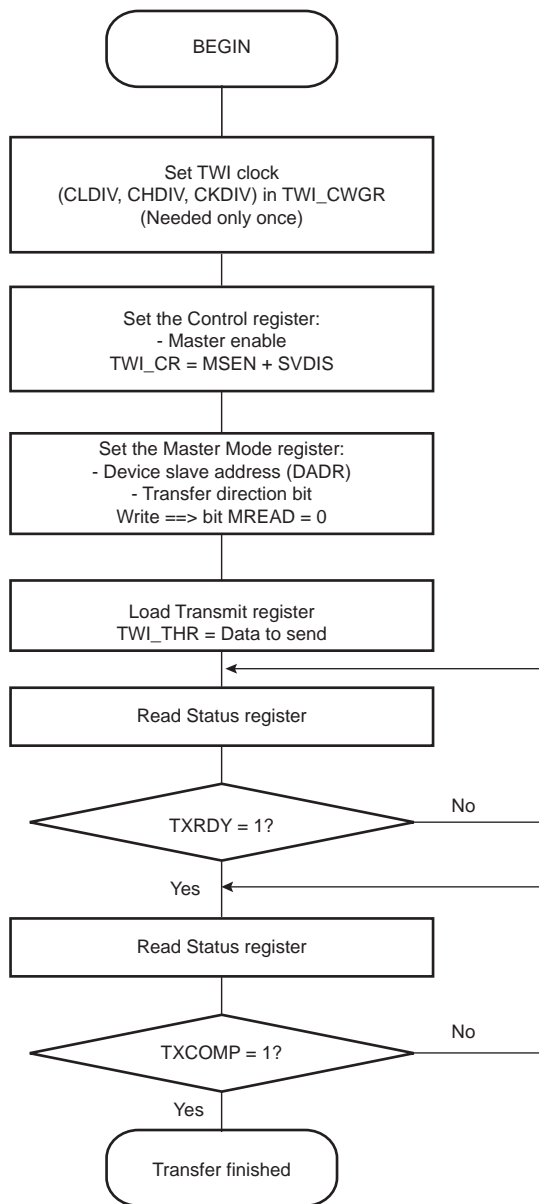 BEGIN
Set TWI clock
(CLDIV, CHDIV, CKDIV) in TWI_CWGR
(Needed only once)
Set the Control register:
- Master enable
TWI_CR = MSEN + SVDIS
Set the Master Mode register:
- Device slave address (DADR)
- Transfer direction bit
Write ==> bit MREAD = 0
Load Transmit register
TWI_THR = Data to send
Read Status register
TXRDY = 1?
No
Yes
Read Status register
TXCOMP = 1?
No
Yes
Transfer finished